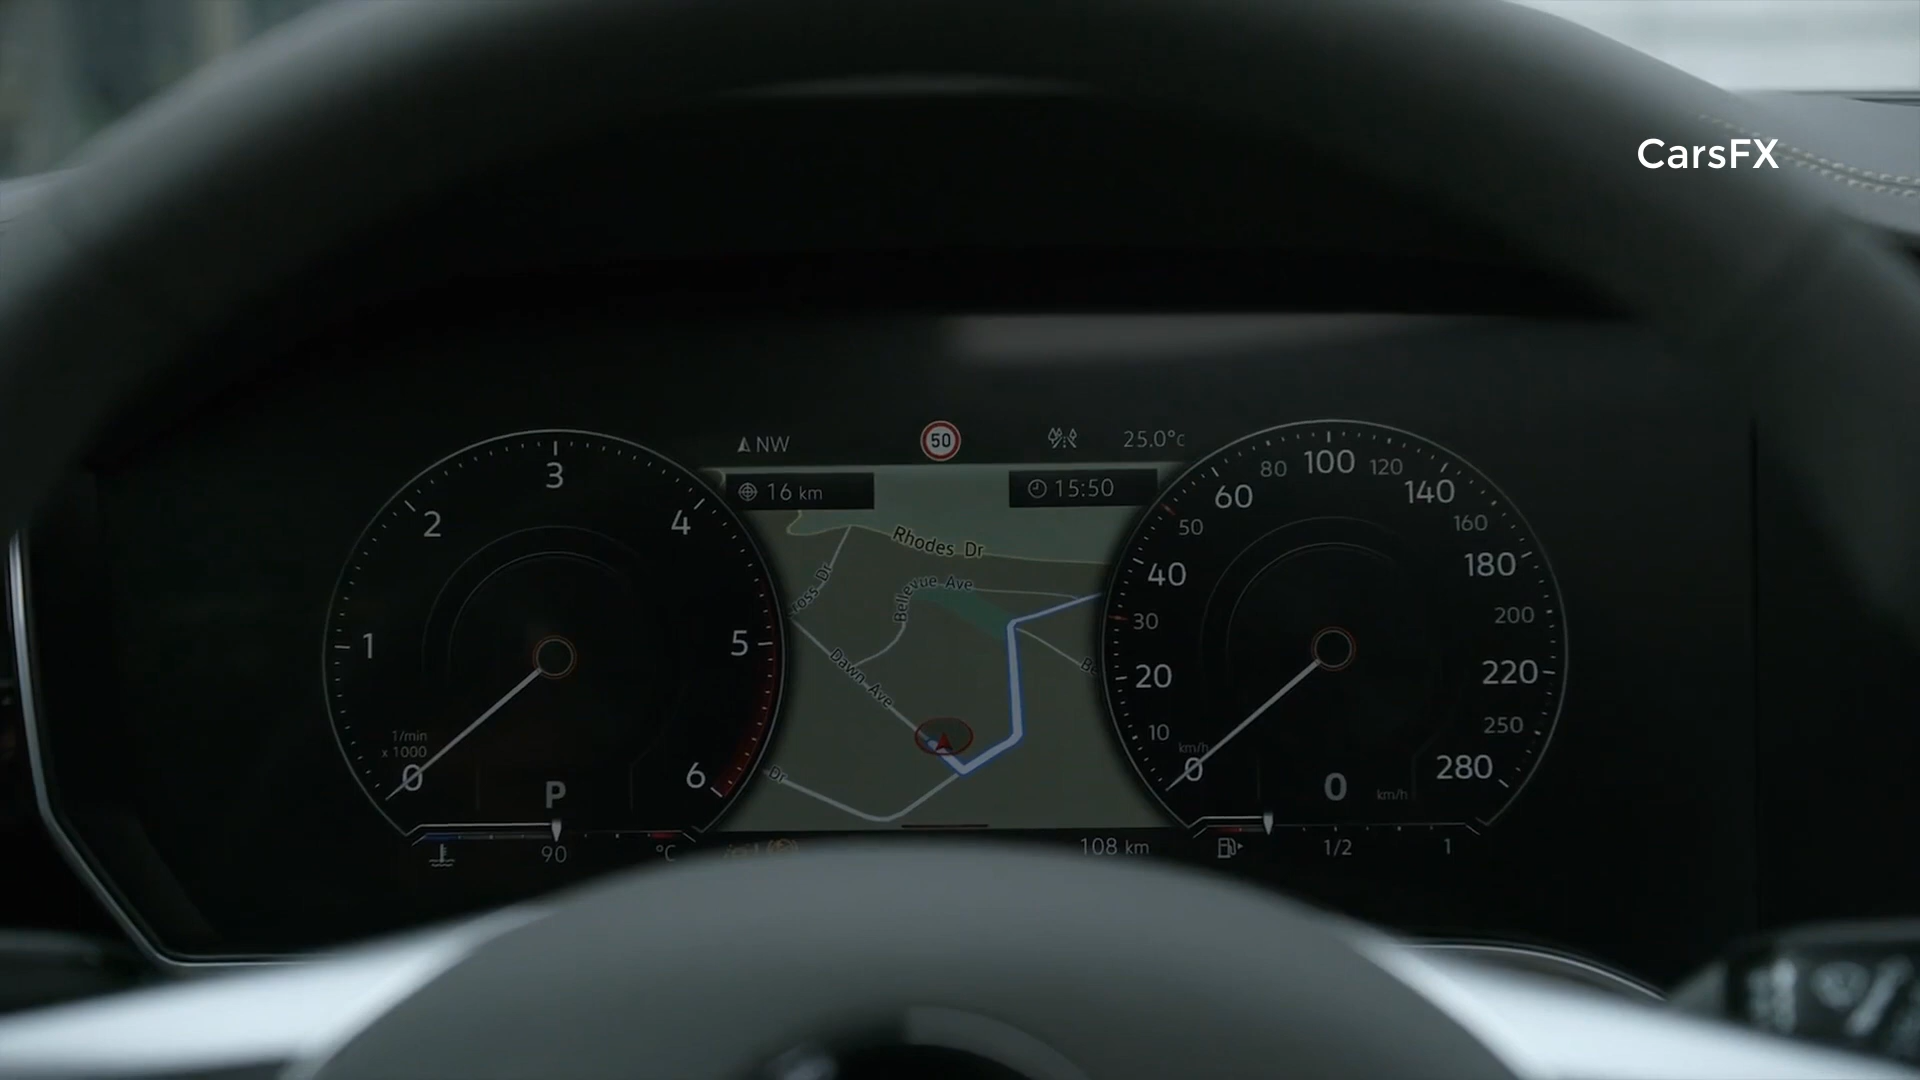 CarsFX
NW
50
25.0°C
16 km
15:50
Rhodes Dr
Bellevue Ave
Dawn Ave
Dr
1
2
3
4
5
6
0
1/min
x 1000
P
90
°C
108 km
0
10
20
30
40
50
60
80
100
120
140
160
180
200
220
250
280
km/h
0
km/h
1/2
1